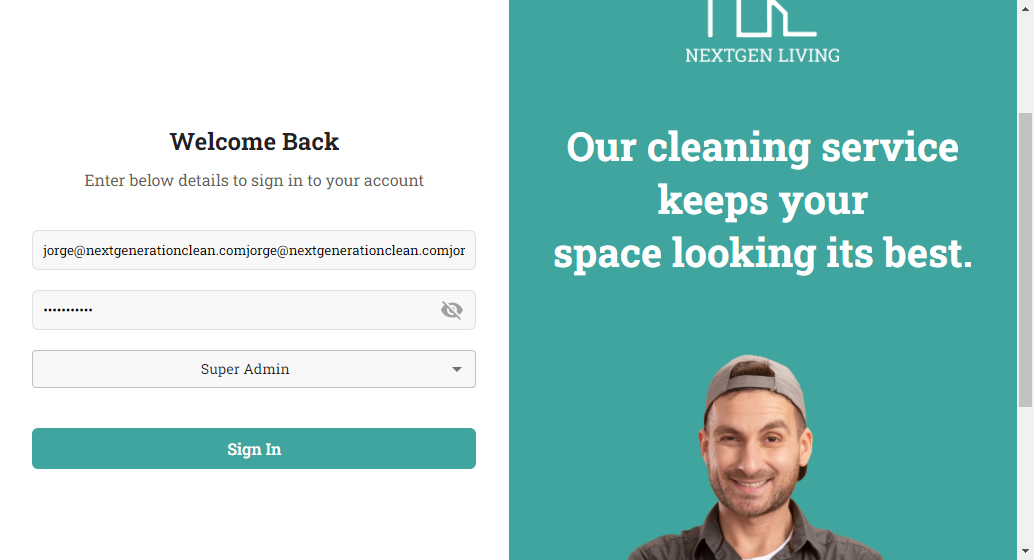 Welcome Back
Enter below details to sign in to your account
jorge@nextgenerationclean.comjorge@nextgenerationclean.comjor
•••••••••••
Super Admin
Sign In
NEXTGEN LIVING
Our cleaning service
keeps your
space looking its best.